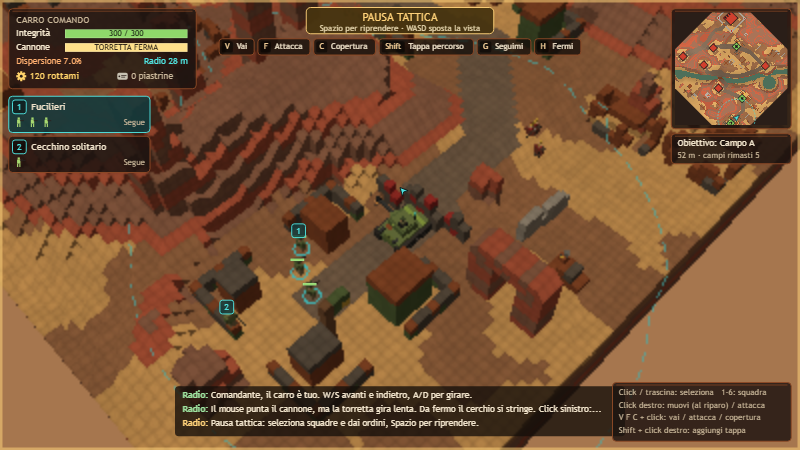 CARRO COMANDO
Integrità 300 / 300
Cannone TORRETTA FERMA
Dispersione 7.0% Radio 28 m
120 rottami 0 piastrine
1 Fucilieri
Segue
2 Cecchino solitario
Segue
PAUSA TATTICA
Spazio per riprendere - WASD sposta la vista
V Vai F Attacca C Copertura Shift Tappa percorso G Seguimi H Fermi
Obiettivo: Campo A
52 m - campi rimasti 5
1
2
Radio: Comandante, il carro è tuo. W/S avanti e indietro, A/D per girare.
Radio: Il mouse punta il cannone, ma la torretta gira lenta. Da fermo il cerchio si stringe. Click sinistro:...
Radio: Pausa tattica: seleziona squadre e dai ordini, Spazio per riprendere.
Click / trascina: seleziona 1-6: squadra
Click destro: muovi (al riparo) / attacca
V F C + click: vai / attacca / copertura
Shift + click destro: aggiungi tappa